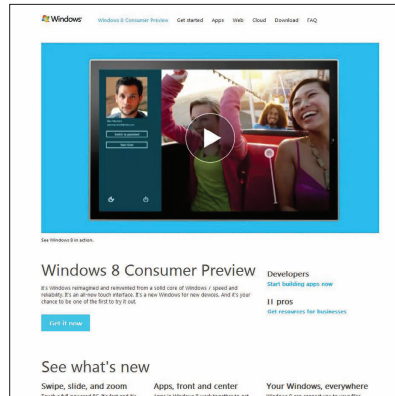 Windows
Windows 8 Consumer Preview Get started Apps Web Cloud Download FAQ
Switch to password
See Windows 8 in action.
Windows 8 Consumer Preview
It's Windows reimagined and reinvented from a solid core of Windows 7 speed and
reliability. It's an all-new touch interface. It's a new Windows for new devices. And it's your
chance to be one of the first to try it out.
Get it now
Developers
Start building apps now
IT pros
Get resources for businesses
See what's new
Swipe, slide, and zoom
Apps, front and center
Your Windows, everywhere